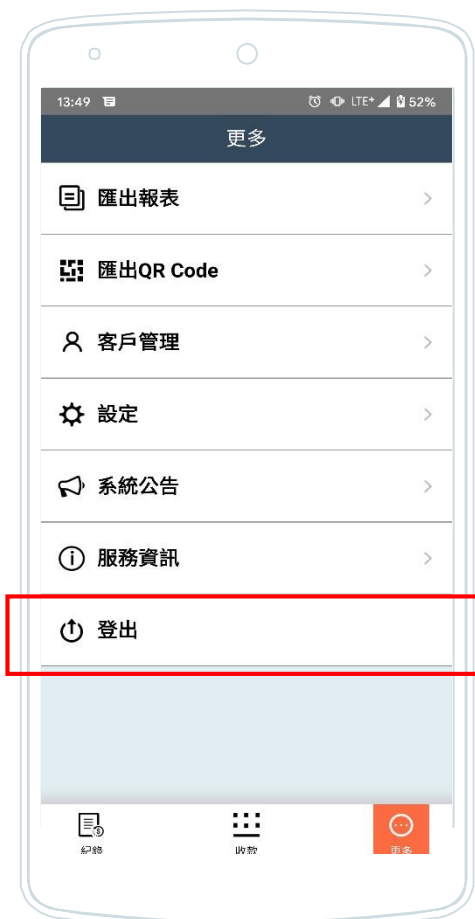 13:49 LTE+ 52%
更多
匯出報表
匯出QR Code
客戶管理
設定
系統公告
服務資訊
登出
紀錄 收款 更多